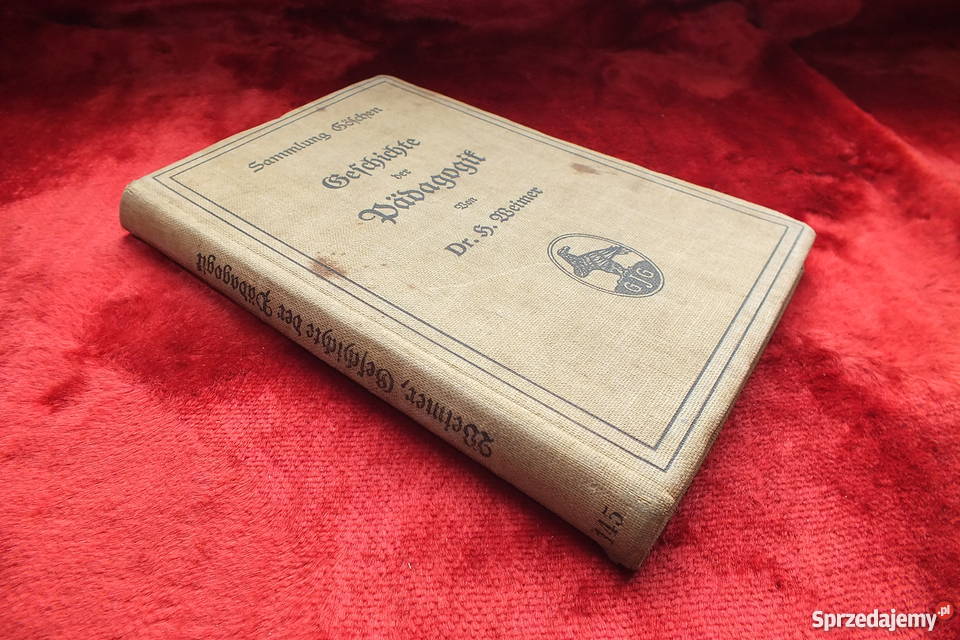 Sammlung Göschen
Geschichte
der
Pädagogik
Von
Dr. H. Weimer
GJG
Weimer, Geschichte der Pädagogik
145
Sprzedajemy.pl